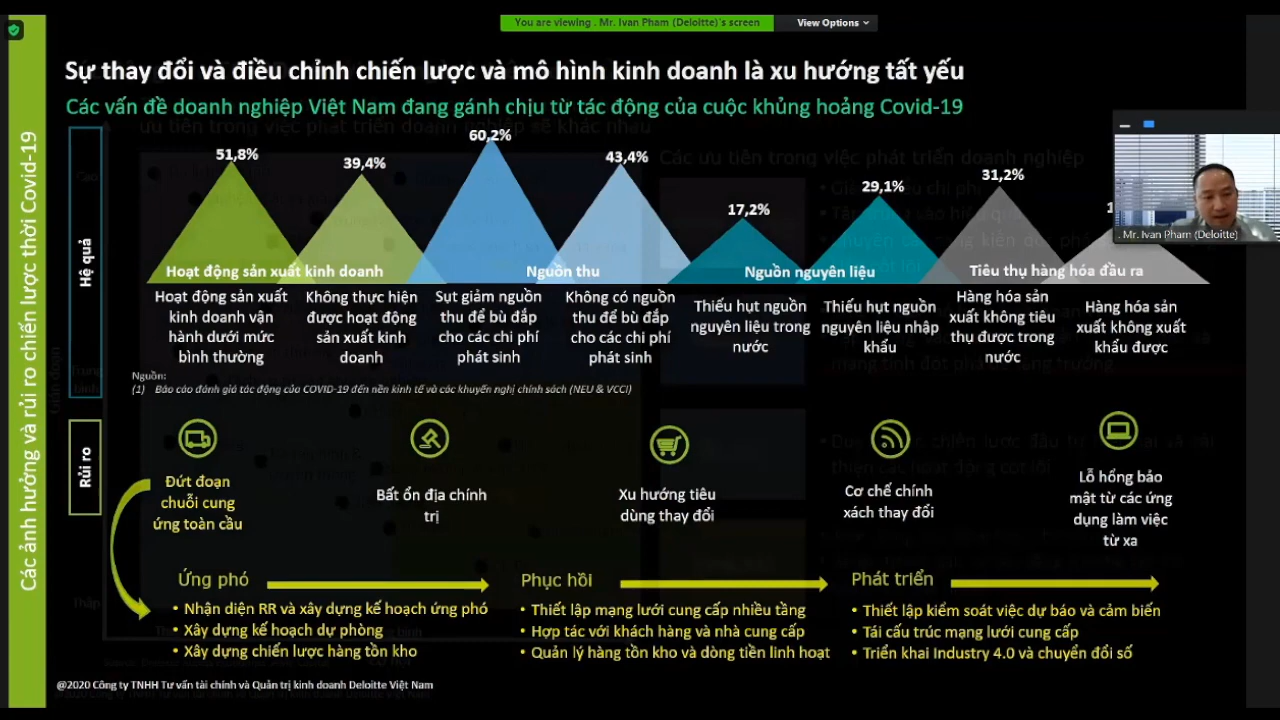 You are viewing . Mr. Ivan Pham (Deloitte)'s screen
View Options
Sự thay đổi và điều chỉnh chiến lược và mô hình kinh doanh là xu hướng tất yếu
Các vấn đề doanh nghiệp Việt Nam đang gánh chịu từ tác động của cuộc khủng hoảng Covid-19
Các ảnh hưởng và rủi ro chiến lược thời Covid-19
Hệ quả
51,8%
39,4%
60,2%
43,4%
17,2%
29,1%
31,2%
. Mr. Ivan Pham (Deloitte)
Hoạt động sản xuất kinh doanh
Nguồn thu
Nguồn nguyên liệu
Tiêu thụ hàng hóa đầu ra
Hoạt động sản xuất
kinh doanh vận
hành dưới mức
bình thường
Không thực hiện
được hoạt động
sản xuất kinh
doanh
Sụt giảm nguồn
thu để bù đắp
cho các chi phí
phát sinh
Không có nguồn
thu để bù đắp
cho các chi phí
phát sinh
Thiếu hụt nguồn
nguyên liệu trong
nước
Thiếu hụt nguồn
nguyên liệu nhập
khẩu
Hàng hóa sản
xuất không tiêu
thụ được trong
nước
Hàng hóa sản
xuất không xuất
khẩu được
Nguồn:
(1) Báo cáo đánh giá tác động của COVID-19 đến nền kinh tế và các khuyến nghị chính sách (NEU & VCCI)
Rủi ro
Đứt đoạn
chuỗi cung
ứng toàn cầu
Bất ổn địa chính
trị
Xu hướng tiêu
dùng thay đổi
Cơ chế chính
xách thay đổi
Lỗ hổng bảo
mật từ các ứng
dụng làm việc
từ xa
Ứng phó
• Nhận diện RR và xây dựng kế hoạch ứng phó
• Xây dựng kế hoạch dự phòng
• Xây dựng chiến lược hàng tồn kho
Phục hồi
• Thiết lập mạng lưới cung cấp nhiều tầng
• Hợp tác với khách hàng và nhà cung cấp
• Quản lý hàng tồn kho và dòng tiền linh hoạt
Phát triển
• Thiết lập kiểm soát việc dự báo và cảm biến
• Tái cấu trúc mạng lưới cung cấp
• Triển khai Industry 4.0 và chuyển đổi số
@2020 Công ty TNHH Tư vấn tài chính và Quản trị kinh doanh Deloitte Việt Nam